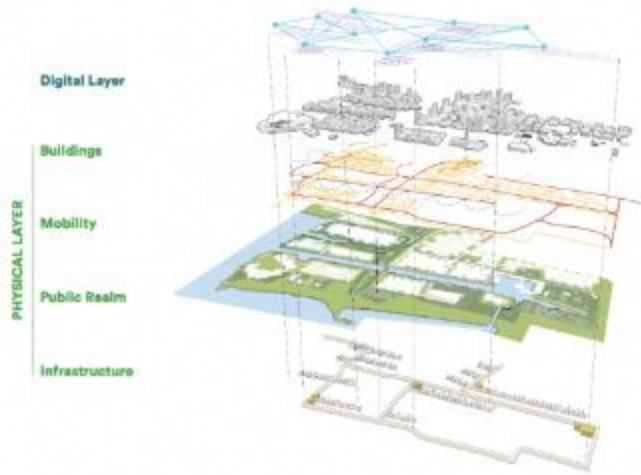 Digital Layer
Buildings
Mobility
Public Realm
Infrastructure
PHYSICAL LAYER